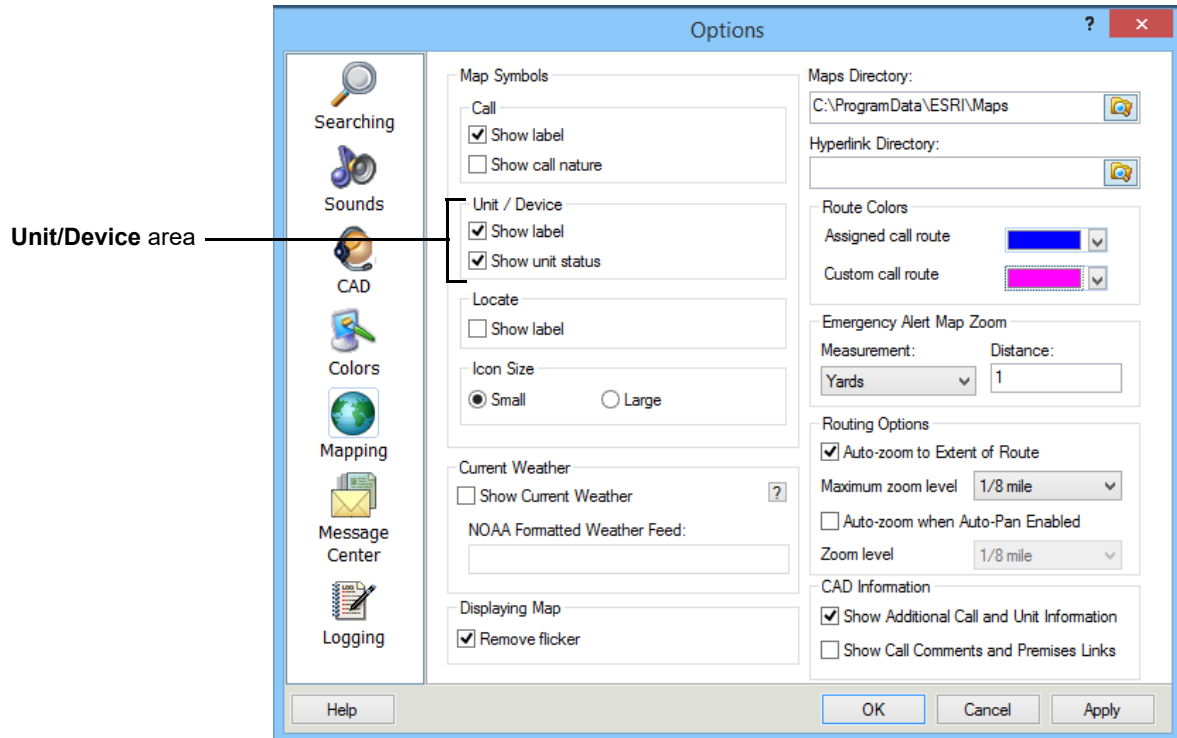 Options
?
Searching
Sounds
CAD
Colors
Mapping
Message
Center
LOG
Logging
Unit/Device area
Map Symbols
Call
Show label
Show call nature
Unit / Device
Show label
Show unit status
Locate
Show label
Icon Size
Small
Large
Current Weather
Show Current Weather
?
NOAA Formatted Weather Feed:
Displaying Map
Remove flicker
Maps Directory:
C:\ProgramData\ESRI\Maps
Hyperlink Directory:
Route Colors
Assigned call route
Custom call route
Emergency Alert Map Zoom
Measurement: Distance:
Yards 1
Routing Options
Auto-zoom to Extent of Route
Maximum zoom level 1/8 mile
Auto-zoom when Auto-Pan Enabled
Zoom level 1/8 mile
CAD Information
Show Additional Call and Unit Information
Show Call Comments and Premises Links
Help
OK
Cancel
Apply